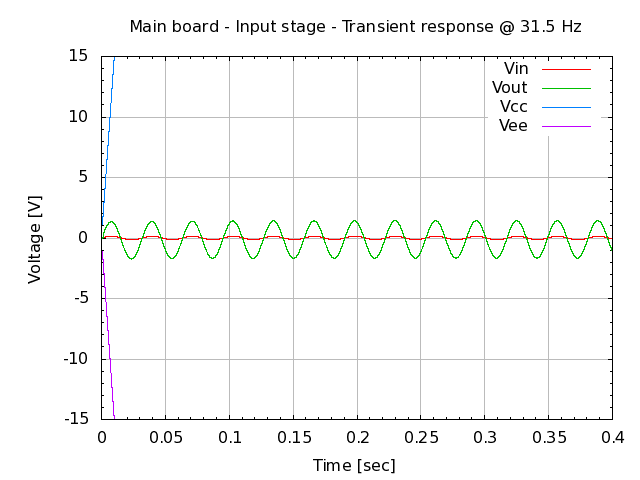 Main board - Input stage - Transient response @ 31.5 Hz
Vin
Vout
Vcc
Vee
15
10
5
0
-5
-10
-15
Voltage [V]
0 0.05 0.1 0.15 0.2 0.25 0.3 0.35 0.4
Time [sec]